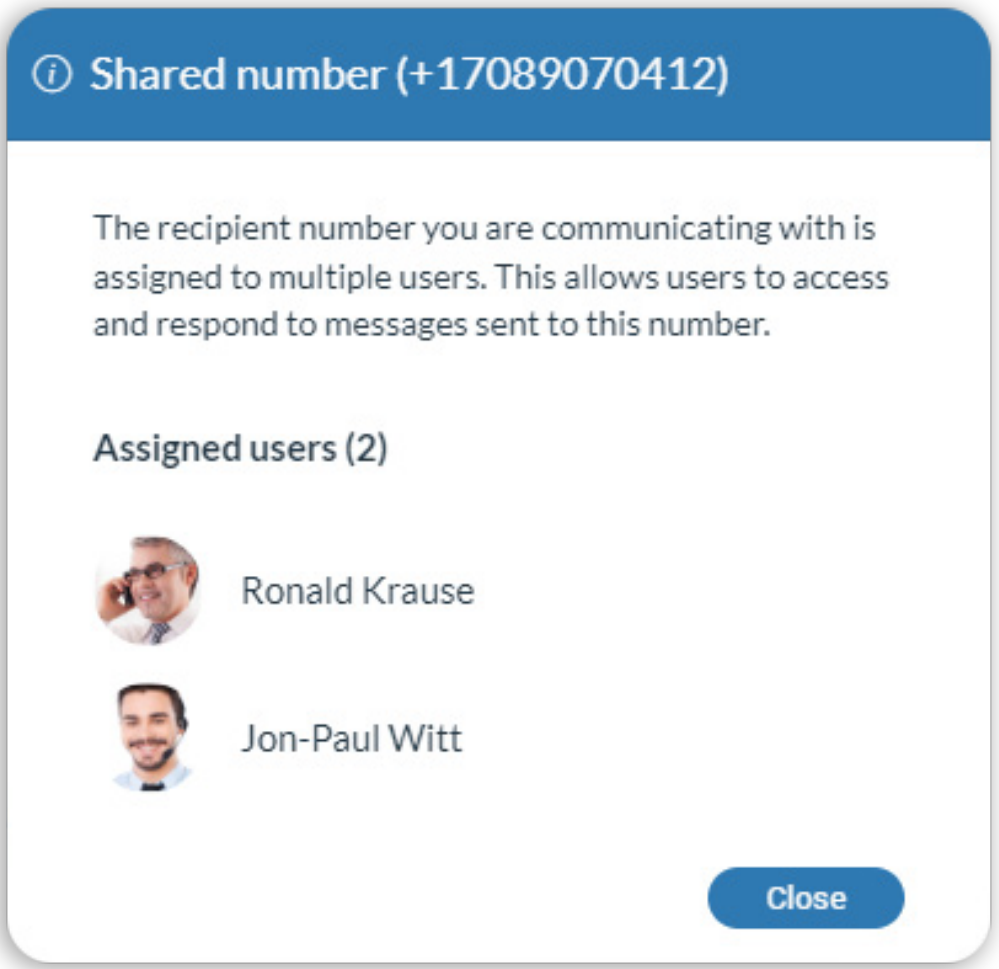 Shared number (+17089070412)
The recipient number you are communicating with is
assigned to multiple users. This allows users to access
and respond to messages sent to this number.
Assigned users (2)
Ronald Krause
Jon-Paul Witt
Close